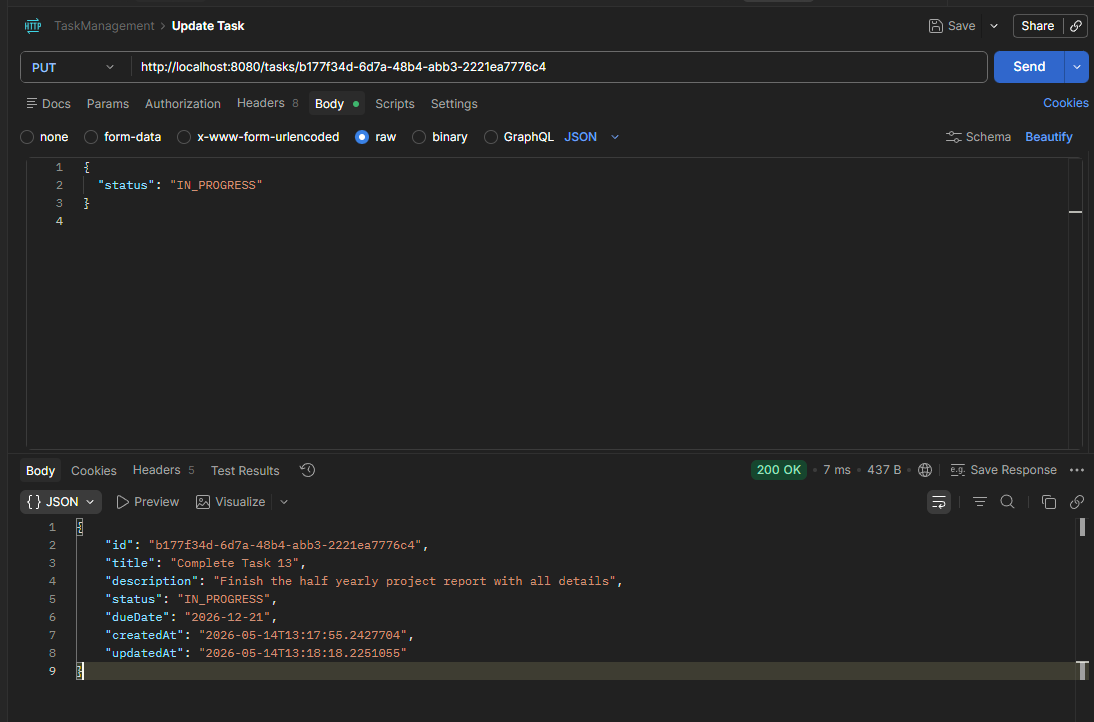 HTTP TaskManagement > Update Task Save Share
PUT http://localhost:8080/tasks/b177f34d-6d7a-48b4-abb3-2221ea7776c4 Send
Docs Params Authorization Headers 8 Body Scripts Settings Cookies
none form-data x-www-form-urlencoded raw binary GraphQL JSON Schema Beautify
1 {
2 "status": "IN_PROGRESS"
3 }
4
Body Cookies Headers 5 Test Results 200 OK • 7 ms • 437 B • e.g. Save Response
{} JSON Preview Visualize
1 {
2 "id": "b177f34d-6d7a-48b4-abb3-2221ea7776c4",
3 "title": "Complete Task 13",
4 "description": "Finish the half yearly project report with all details",
5 "status": "IN_PROGRESS",
6 "dueDate": "2026-12-21",
7 "createdAt": "2026-05-14T13:17:55.2427704",
8 "updatedAt": "2026-05-14T13:18:18.2251055"
9 }